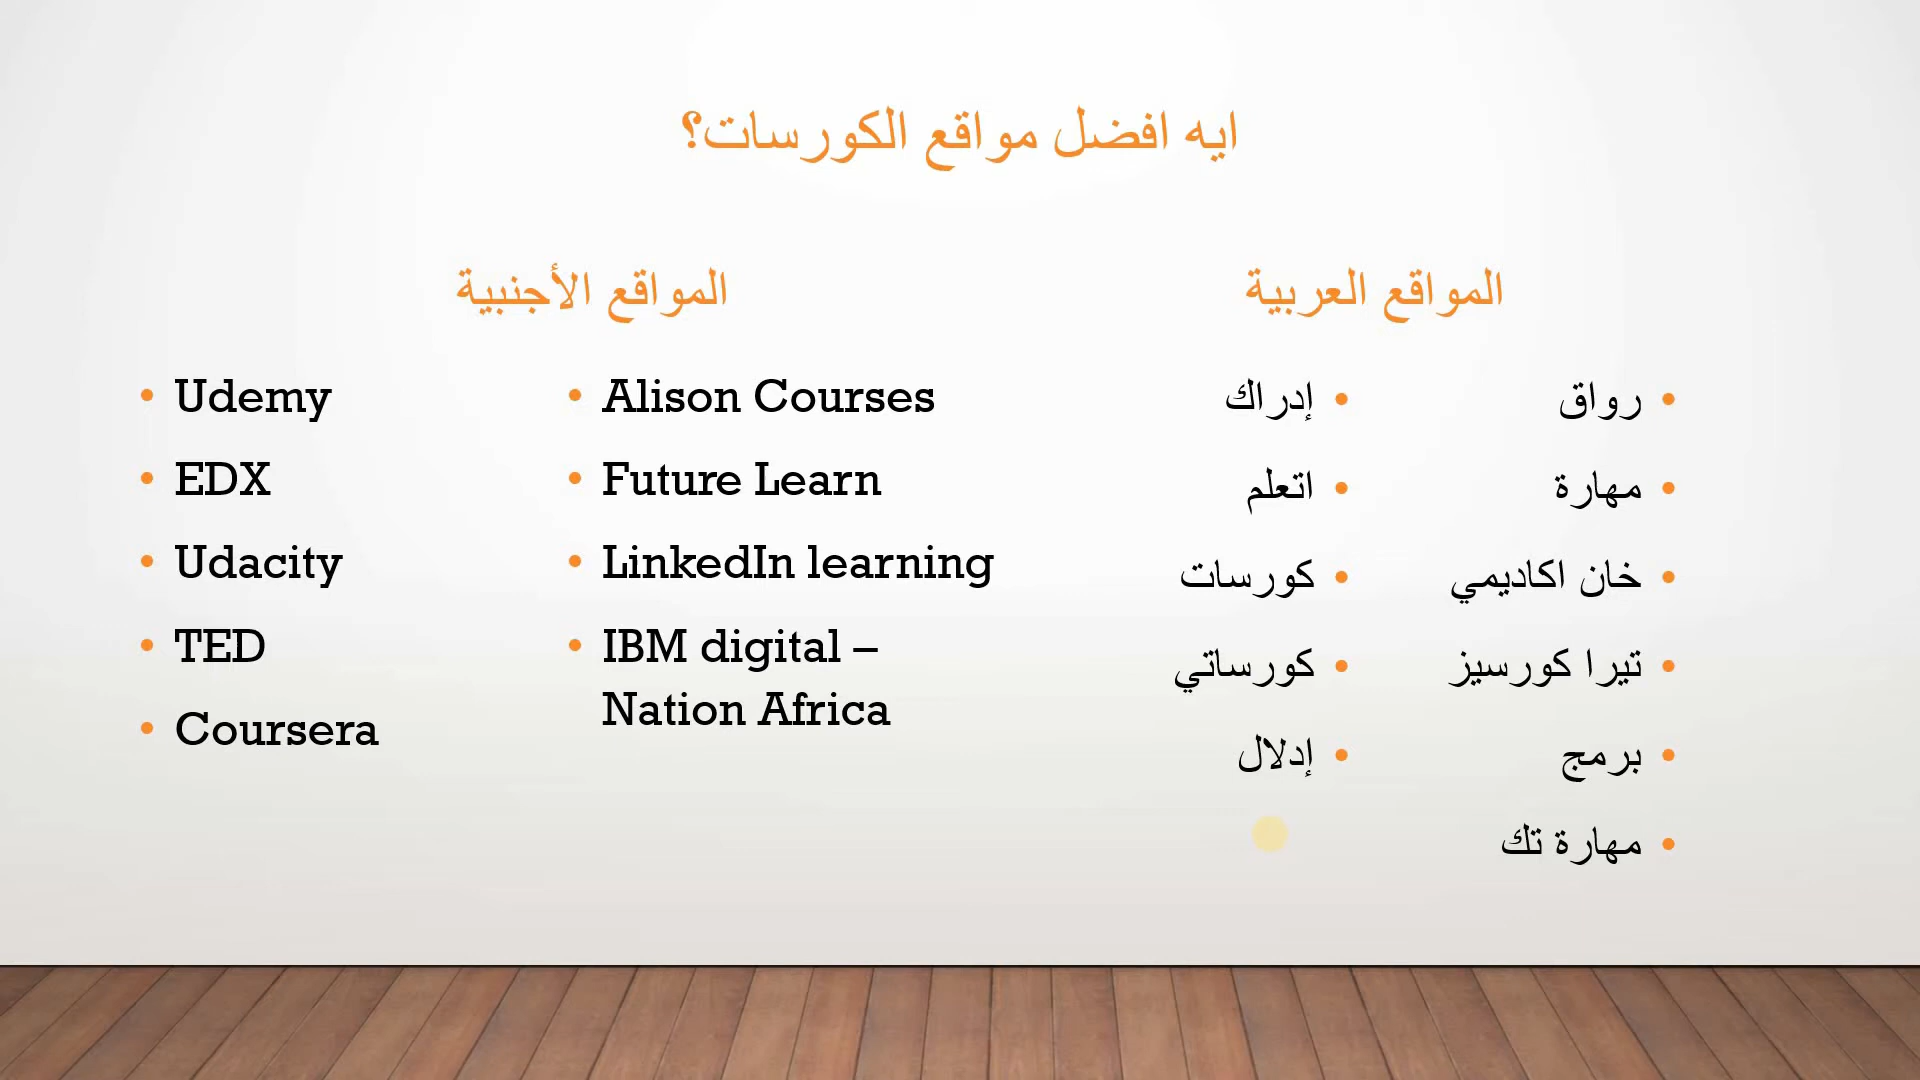 ايه افضل مواقع الكورسات؟
المواقع العربية
رواق
مهارة
خان اكاديمي
تيرا كورسيز
برمج
مهارة تك
إدراك
اتعلم
كورسات
كورساتي
إدلال
المواقع الأجنبية
Udemy
EDX
Udacity
TED
Coursera
Alison Courses
Future Learn
LinkedIn learning
IBM digital –
Nation Africa